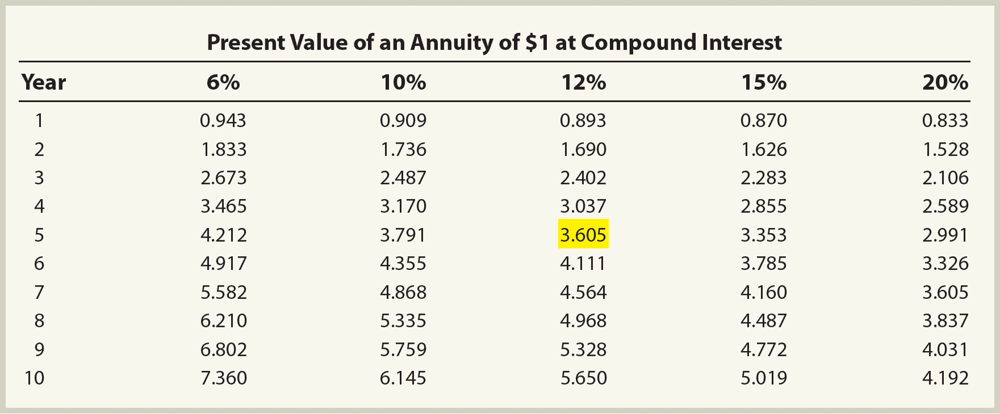 Present Value of an Annuity of $1 at Compound Interest
Year 6% 10% 12% 15% 20%
1 0.943 0.909 0.893 0.870 0.833
2 1.833 1.736 1.690 1.626 1.528
3 2.673 2.487 2.402 2.283 2.106
4 3.465 3.170 3.037 2.855 2.589
5 4.212 3.791 3.605 3.353 2.991
6 4.917 4.355 4.111 3.785 3.326
7 5.582 4.868 4.564 4.160 3.605
8 6.210 5.335 4.968 4.487 3.837
9 6.802 5.759 5.328 4.772 4.031
10 7.360 6.145 5.650 5.019 4.192